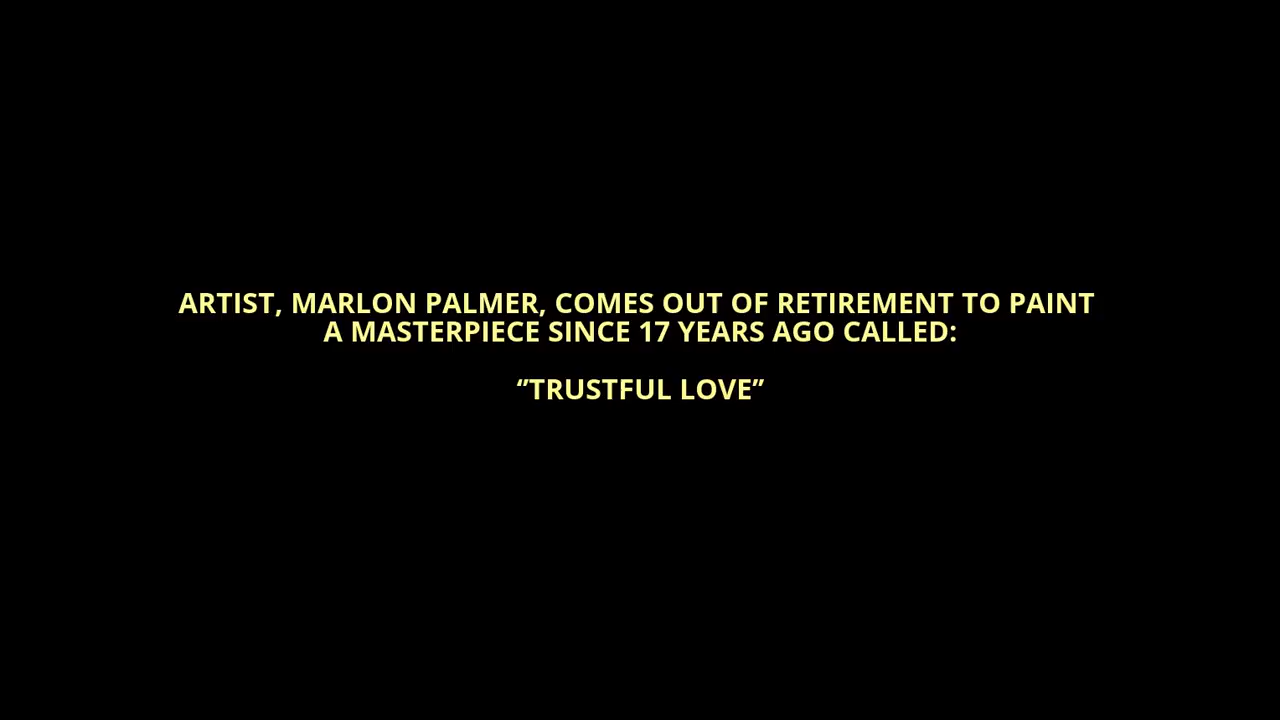 ARTIST, MARLON PALMER, COMES OUT OF RETIREMENT TO PAINT
A MASTERPIECE SINCE 17 YEARS AGO CALLED:
“TRUSTFUL LOVE”